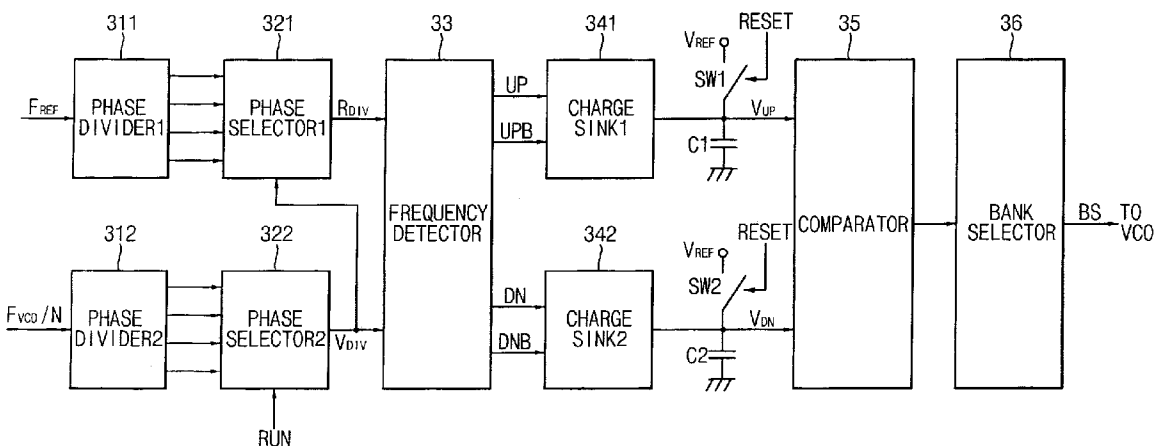 311
321
33
341
RESET
35
36
VREF
SW1
FREF
PHASE
DIVIDER1
PHASE
SELECTOR1
RDIV
UP
UPB
CHARGE
SINK1
VUP
C1
FREQUENCY
DETECTOR
COMPARATOR
BANK
SELECTOR
BS
TO
VCO
312
322
342
RESET
VREF
SW2
FVCO/N
PHASE
DIVIDER2
PHASE
SELECTOR2
VDIV
DN
DNB
CHARGE
SINK2
VDN
C2
RUN